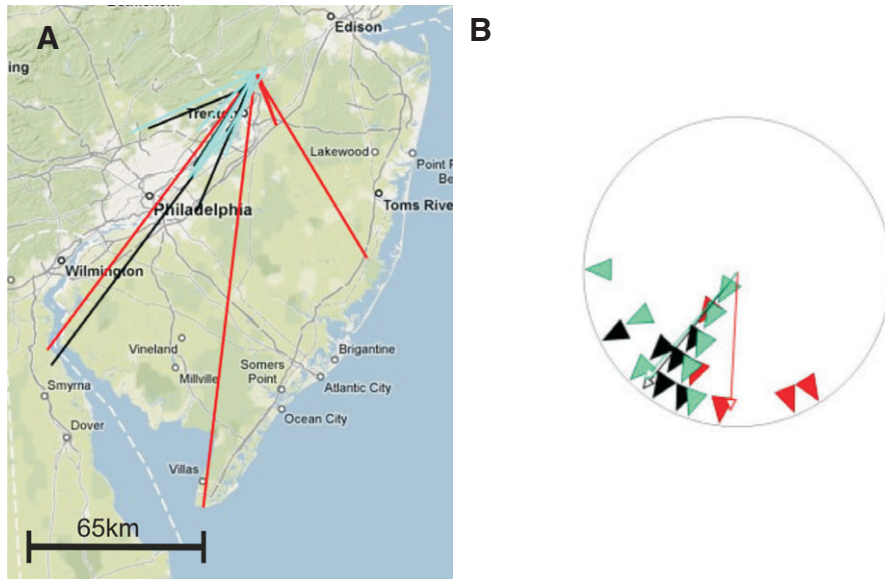 A
B
Edison
ing
Trenton
Lakewood
Point P
Be
Toms Rive
Philadelphia
Wilmington
Vineland
Millville
Somers
Point
Brigantine
Atlantic City
Ocean City
Smyrna
Dover
Villas
65km